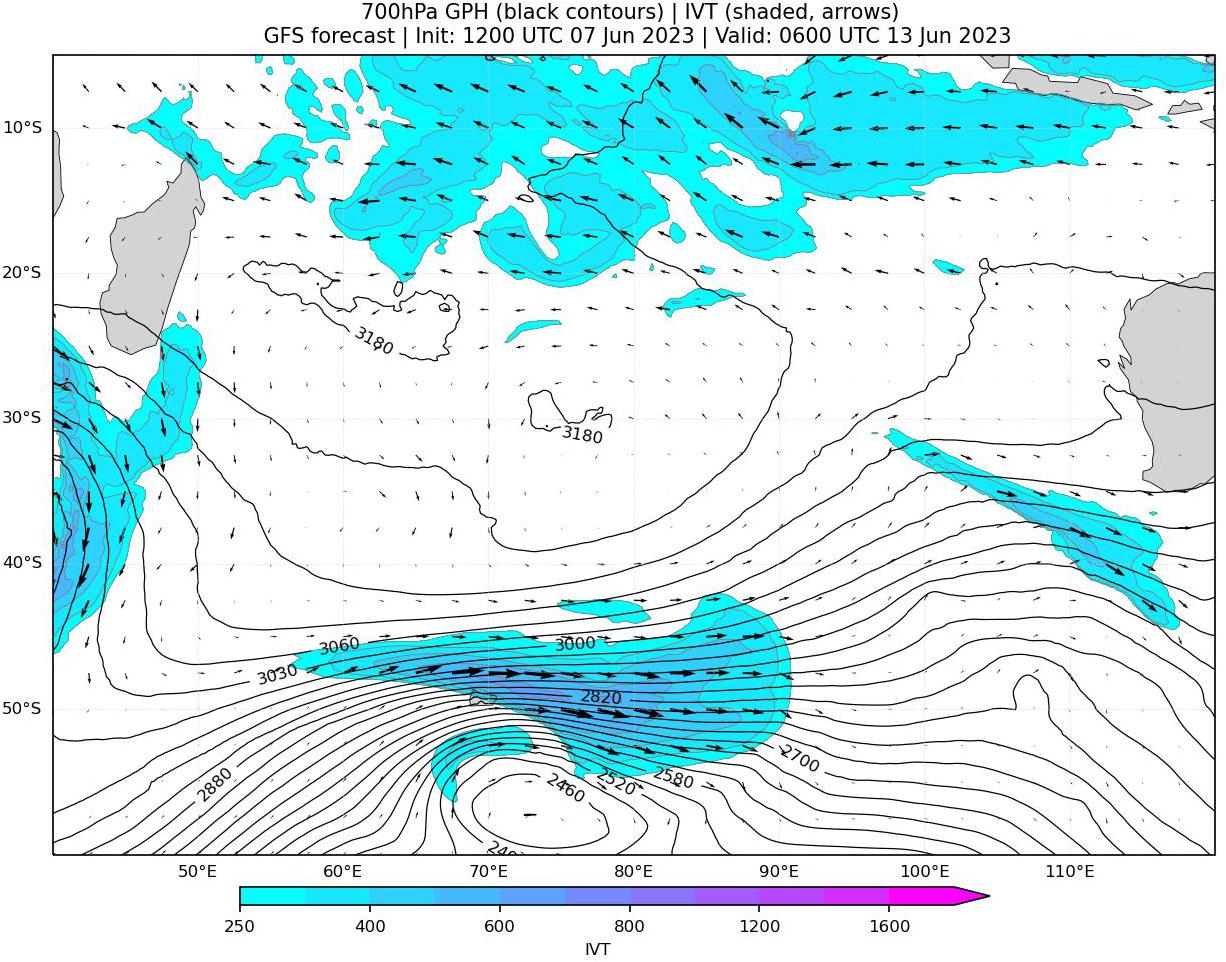 700hPa GPH (black contours) | IVT (shaded, arrows)
GFS forecast | Init: 1200 UTC 07 Jun 2023 | Valid: 0600 UTC 13 Jun 2023
10°S
20°S
3180
30°S
3180
40°S
3060
3000
3030
2820
50°S
2700
2880
2580
2520
2460
50°E
60°E
70°E
80°E
90°E
100°E
110°E
250
400
600
800
1200
1600
IVT